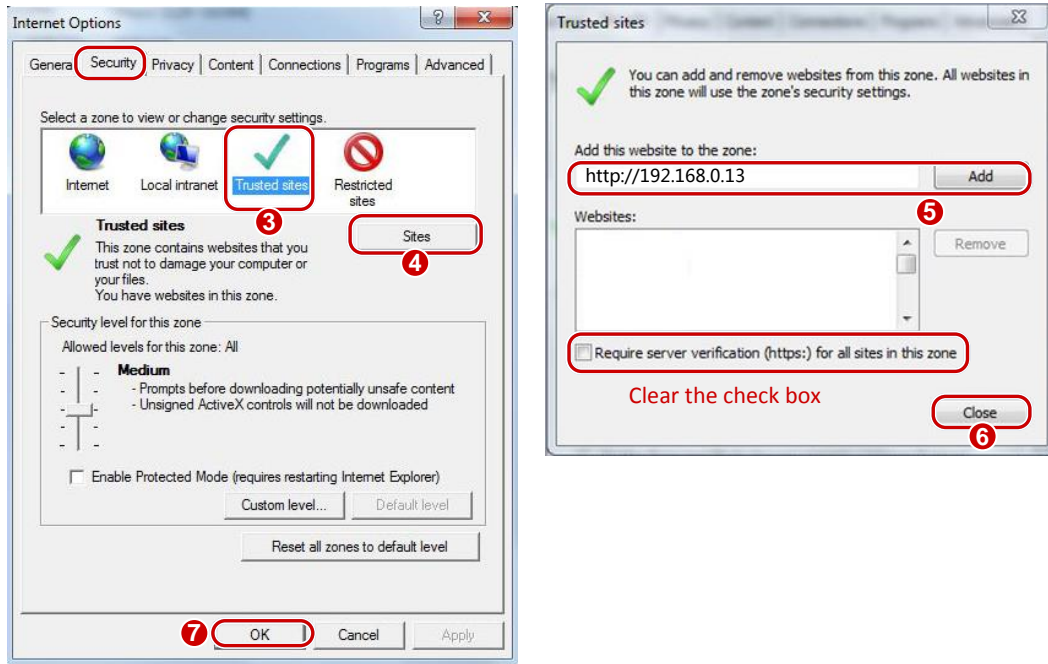 Internet Options
General Security Privacy Content Connections Programs Advanced
Select a zone to view or change security settings.
Internet
Local intranet
Trusted sites
Restricted
sites
3
Trusted sites
This zone contains websites that you
trust not to damage your computer or
your files.
You have websites in this zone.
Sites
4
Security level for this zone
Allowed levels for this zone: All
Medium
- Prompts before downloading potentially unsafe content
- Unsigned ActiveX controls will not be downloaded
Enable Protected Mode (requires restarting Internet Explorer)
Custom level...
Default level
Reset all zones to default level
7
OK
Cancel
Apply
Trusted sites
You can add and remove websites from this zone. All websites in
this zone will use the zone's security settings.
Add this website to the zone:
http://192.168.0.13
Add
5
Websites:
Remove
Require server verification (https:) for all sites in this zone
Clear the check box
Close
6